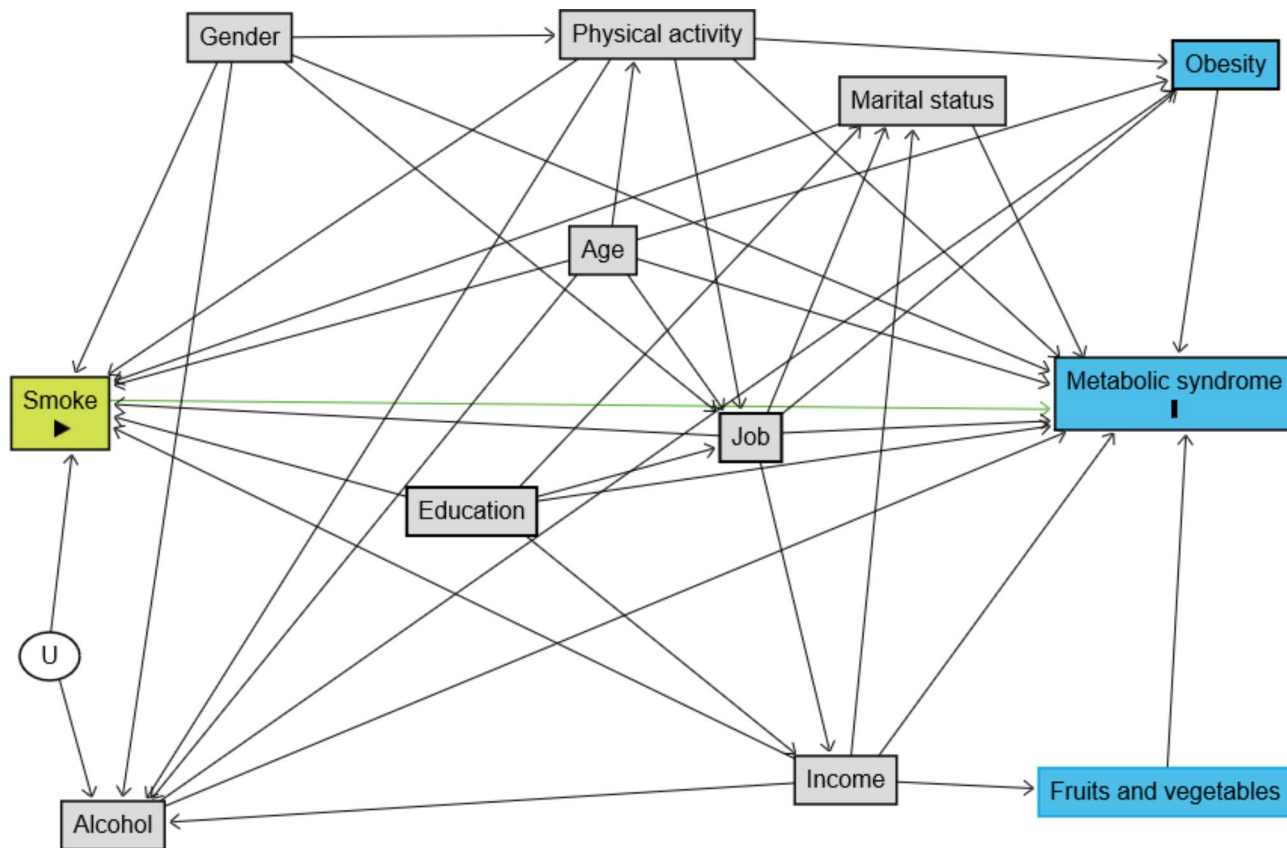 Gender
Physical activity
Obesity
Marital status
Age
Smoke
Metabolic syndrome
Job
Education
U
Income
Fruits and vegetables
Alcohol